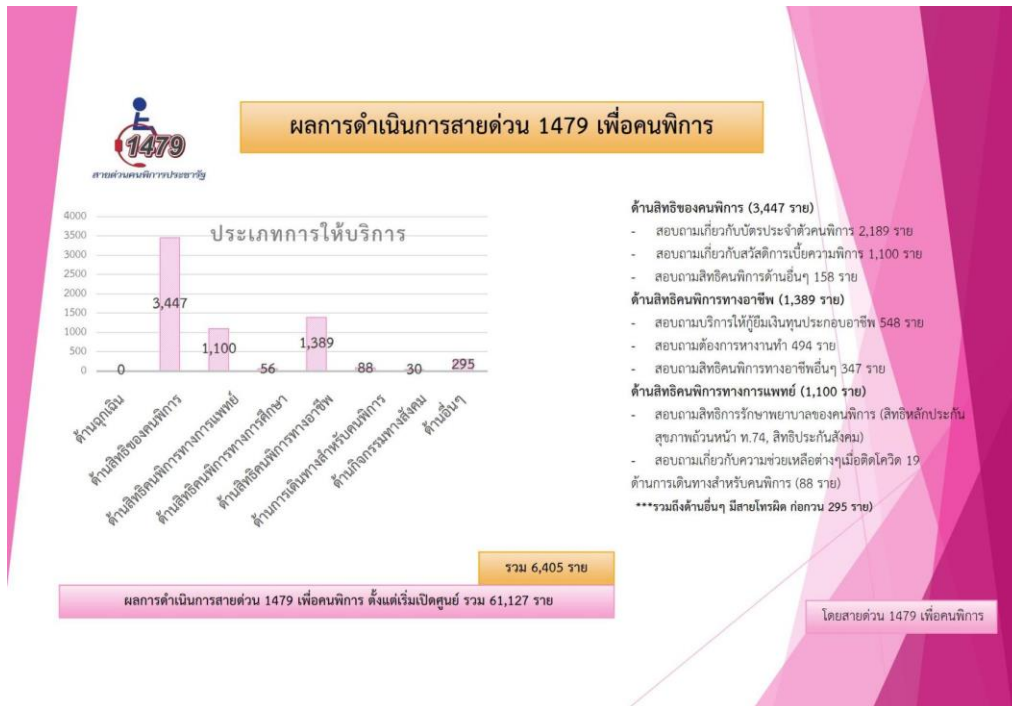 ผลการดำเนินการสายด่วน 1479 เพื่อคนพิการ
1479
สายด่วนคนพิการประชารัฐ
ประเภทการให้บริการ
4000
3500
3000
2500
2000
1500
1000
500
0
0
3,447
1,100
56
1,389
88
30
295
ด้านฉุกเฉิน
ด้านสิทธิของคนพิการ
ด้านสิทธิคนพิการทางการแพทย์
ด้านสิทธิคนพิการทางการศึกษา
ด้านสิทธิคนพิการทางอาชีพ
ด้านการเดินทางสำหรับคนพิการ
ด้านกิจกรรมทางสังคม
ด้านอื่นๆ
ด้านสิทธิของคนพิการ (3,447 ราย)
- สอบถามเกี่ยวกับบัตรประจำตัวคนพิการ 2,189 ราย
- สอบถามเกี่ยวกับสวัสดิการเบี้ยความพิการ 1,100 ราย
- สอบถามสิทธิคนพิการด้านอื่นๆ 158 ราย
ด้านสิทธิคนพิการทางอาชีพ (1,389 ราย)
- สอบถามบริการให้กู้ยืมเงินทุนประกอบอาชีพ 548 ราย
- สอบถามต้องการหางานทำ 494 ราย
- สอบถามสิทธิคนพิการทางอาชีพอื่นๆ 347 ราย
ด้านสิทธิคนพิการทางการแพทย์ (1,100 ราย)
- สอบถามสิทธิการรักษาพยาบาลของคนพิการ (สิทธิหลักประกัน
สุขภาพถ้วนหน้า ท.74, สิทธิประกันสังคม)
- สอบถามเกี่ยวกับความช่วยเหลือต่างๆเมื่อติดโควิด 19
ด้านการเดินทางสำหรับคนพิการ (88 ราย)
***รวมถึงด้านอื่นๆ มีสายโทรผิด ก่อกวน 295 ราย)
รวม 6,405 ราย
ผลการดำเนินการสายด่วน 1479 เพื่อคนพิการ ตั้งแต่เริ่มเปิดศูนย์ รวม 61,127 ราย
โดยสายด่วน 1479 เพื่อคนพิการ